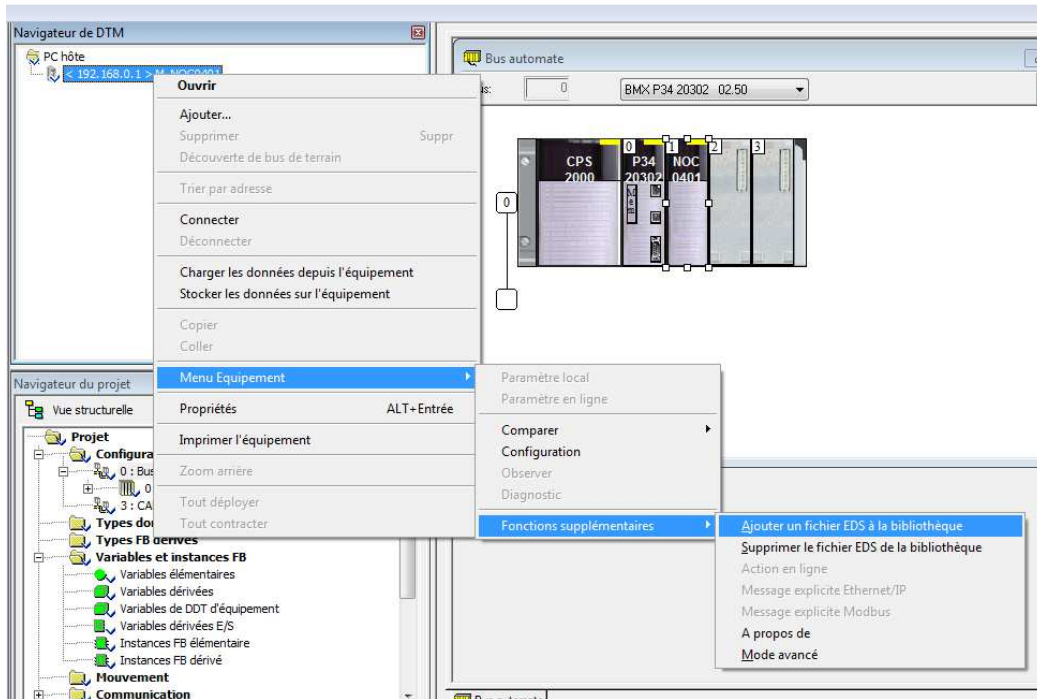 Navigateur de DTM
PC hôte
< 192.168.0.1 > M_NOC0401
Ouvrir
Ajouter...
Supprimer Suppr
Découverte de bus de terrain
Trier par adresse
Connecter
Déconnecter
Charger les données depuis l'équipement
Stocker les données sur l'équipement
Copier
Coller
Menu Equipement
Propriétés ALT+Entrée
Imprimer l'équipement
Zoom arrière
Tout déployer
Tout contracter
Paramètre local
Paramètre en ligne
Comparer
Configuration
Observer
Diagnostic
Fonctions supplémentaires
Ajouter un fichier EDS à la bibliothèque
Supprimer le fichier EDS de la bibliothèque
Action en ligne
Message explicite Ethernet/IP
Message explicite Modbus
A propos de
Mode avancé
Bus automate
0
BMX P34 20302 02.50
0
0 1 2 3
CPS 2000
P34 20302
NOC 0401
Navigateur du projet
Vue structurelle
Projet
Configura
0 : Bus
0
3 : CA
Types do
Types FB dérivés
Variables et instances FB
Variables élémentaires
Variables dérivées
Variables de DDT d'équipement
Variables dérivées E/S
Instances FB élémentaire
Instances FB dérivé
Mouvement
Communication
Bus automate